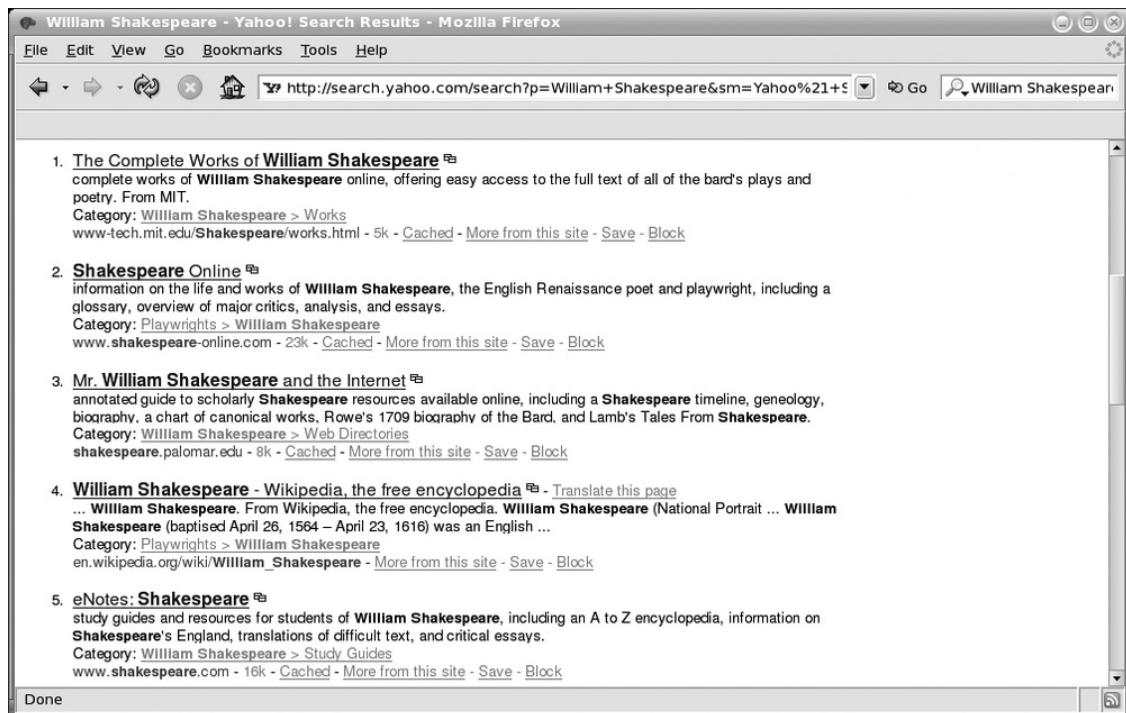 William Shakespeare - Yahoo! Search Results - Mozilla Firefox
File Edit View Go Bookmarks Tools Help
http://search.yahoo.com/search?p=William+Shakespeare&sm=Yahoo%21+S Go William Shakespear
1. The Complete Works of William Shakespeare
complete works of William Shakespeare online, offering easy access to the full text of all of the bard's plays and
poetry. From MIT.
Category: William Shakespeare > Works
www-tech.mit.edu/Shakespeare/works.html - 5k - Cached - More from this site - Save - Block
2. Shakespeare Online
information on the life and works of William Shakespeare, the English Renaissance poet and playwright, including a
glossary, overview of major critics, analysis, and essays.
Category: Playwrights > William Shakespeare
www.shakespeare-online.com - 23k - Cached - More from this site - Save - Block
3. Mr. William Shakespeare and the Internet
annotated guide to scholarly Shakespeare resources available online, including a Shakespeare timeline, geneology,
biography, a chart of canonical works, Rowe's 1709 biography of the Bard, and Lamb's Tales From Shakespeare.
Category: William Shakespeare > Web Directories
shakespeare.palomar.edu - 8k - Cached - More from this site - Save - Block
4. William Shakespeare - Wikipedia, the free encyclopedia - Translate this page
... William Shakespeare. From Wikipedia, the free encyclopedia. William Shakespeare (National Portrait ... William
Shakespeare (baptised April 26, 1564 – April 23, 1616) was an English ...
Category: Playwrights > William Shakespeare
en.wikipedia.org/wiki/William_Shakespeare - More from this site - Save - Block
5. eNotes: Shakespeare
study guides and resources for students of William Shakespeare, including an A to Z encyclopedia, information on
Shakespeare's England, translations of difficult text, and critical essays.
Category: William Shakespeare > Study Guides
www.shakespeare.com - 16k - Cached - More from this site - Save - Block
Done